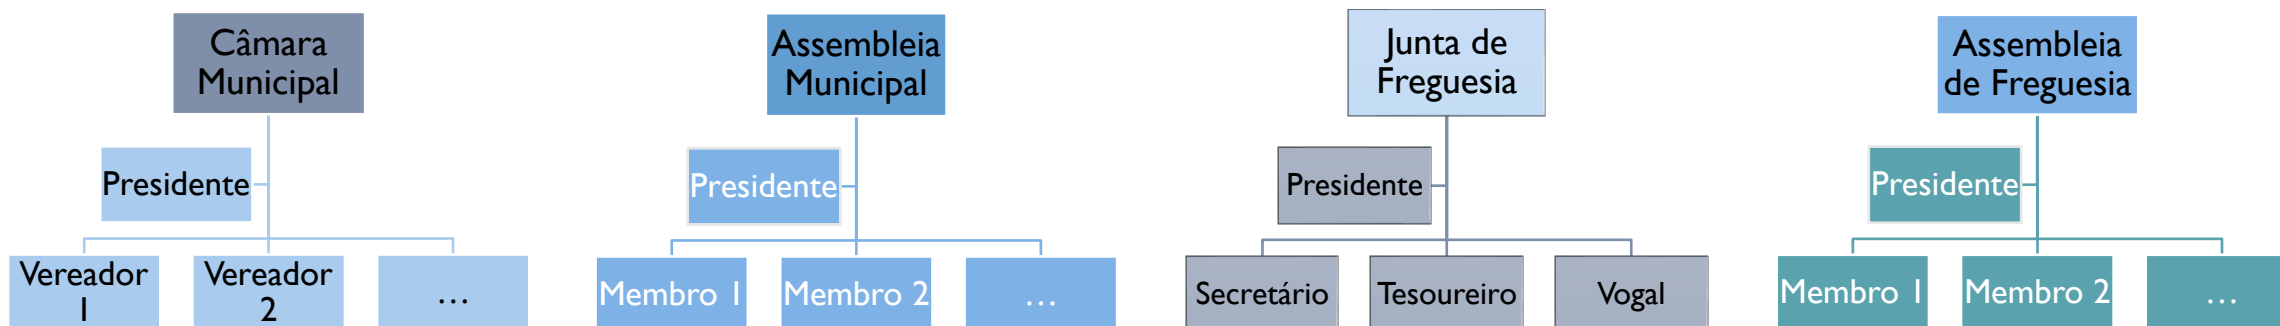 Câmara
Municipal
Presidente
Vereador
1
Vereador
2
...
Assembleia
Municipal
Presidente
Membro 1
Membro 2
...
Junta de
Freguesia
Presidente
Secretário
Tesoureiro
Vogal
Assembleia
de Freguesia
Presidente
Membro 1
Membro 2
...